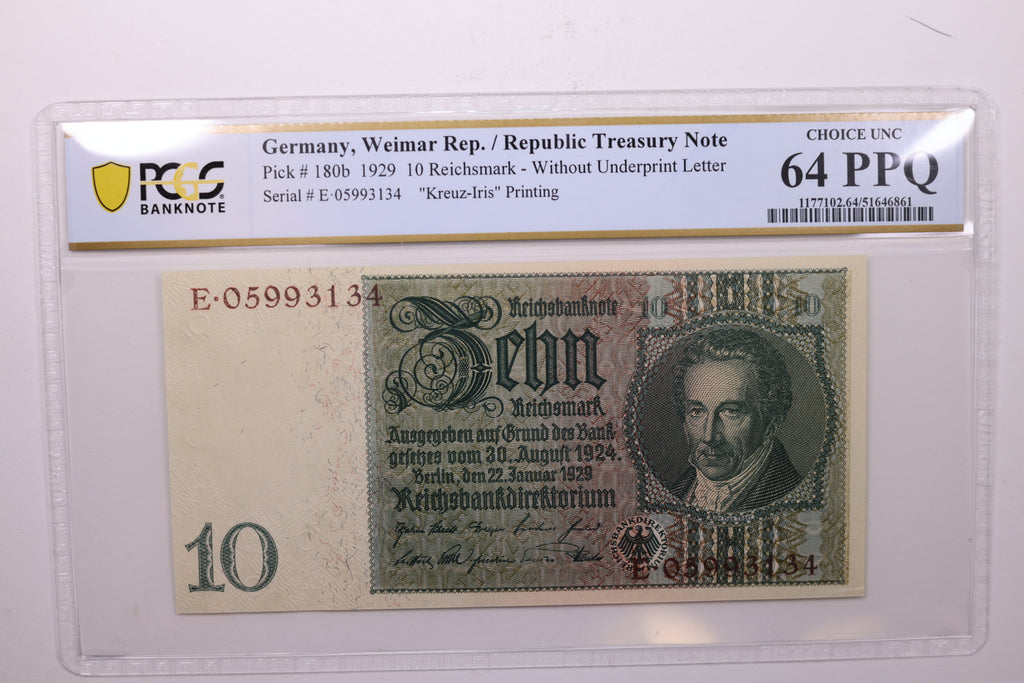 PCGS
BANKNOTE
Germany, Weimar Rep. / Republic Treasury Note
Pick # 180b 1929 10 Reichsmark - Without Underprint Letter
Serial # E·05993134 "Kreuz-Iris" Printing
CHOICE UNC
64 PPQ
1177102.64/51646861
E·05993134
Reichsbanknote
10 10
Zehn
Reichsmark
Ausgegeben auf Grund des Bank
gesetzes vom 30. August 1924
Berlin, den 22. Januar 1929
Reichsbankdirektorium
REICHSBANKDIREKTORIUM
10
E·05993134